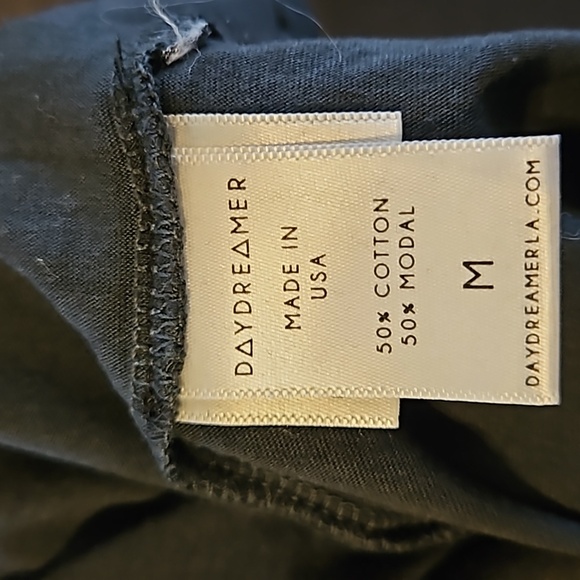 DAYDREAMER
MADE IN
USA
50% COTTON
50% MODAL
M
DAYDREAMERLA.COM